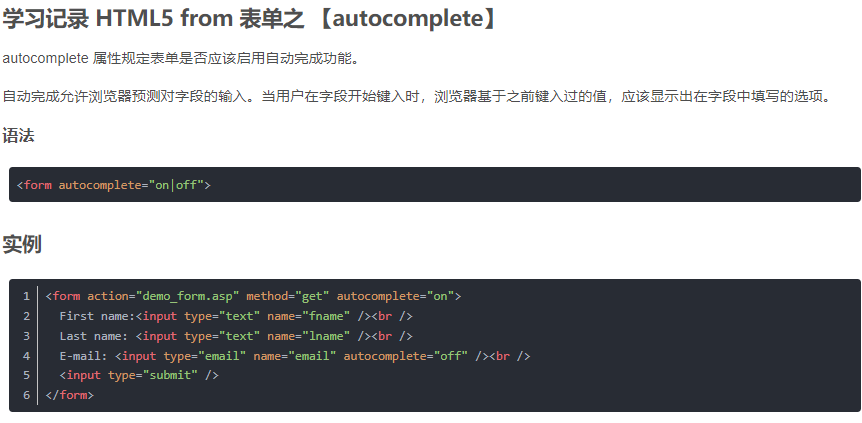 学习记录 HTML5 from 表单之 【autocomplete】
autocomplete 属性规定表单是否应该启用自动完成功能。
自动完成允许浏览器预测对字段的输入。当用户在字段开始键入时，浏览器基于之前键入过的值，应该显示出在字段中填写的选项。
语法
<form autocomplete="on|off">
实例
1 <form action="demo_form.asp" method="get" autocomplete="on">
2   First name:<input type="text" name="fname" /><br />
3   Last name: <input type="text" name="lname" /><br />
4   E-mail: <input type="email" name="email" autocomplete="off" /><br />
5   <input type="submit" />
6 </form>